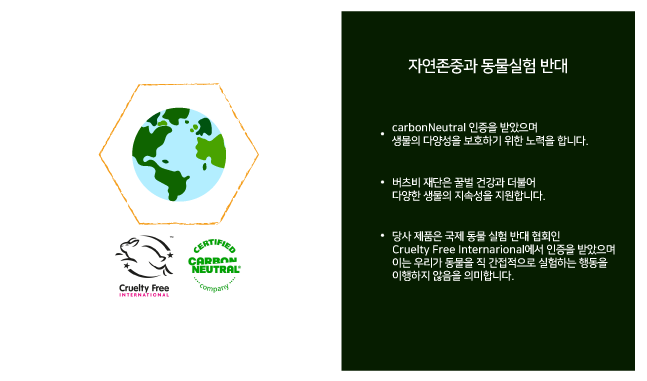 자연존중과 동물실험 반대
carbonNeutral 인증을 받았으며
생물의 다양성을 보호하기 위한 노력을 합니다.
버츠비 재단은 꿀벌 건강과 더불어
다양한 생물의 지속성을 지원합니다.
당사 제품은 국제 동물 실험 반대 협회인
Cruelty Free Internarional에서 인증을 받았으며
이는 우리가 동물을 직 간접적으로 실험하는 행동을
이행하지 않음을 의미합니다.
Cruelty Free
INTERNATIONAL
CERTIFIED
CARBON
NEUTRAL®
company